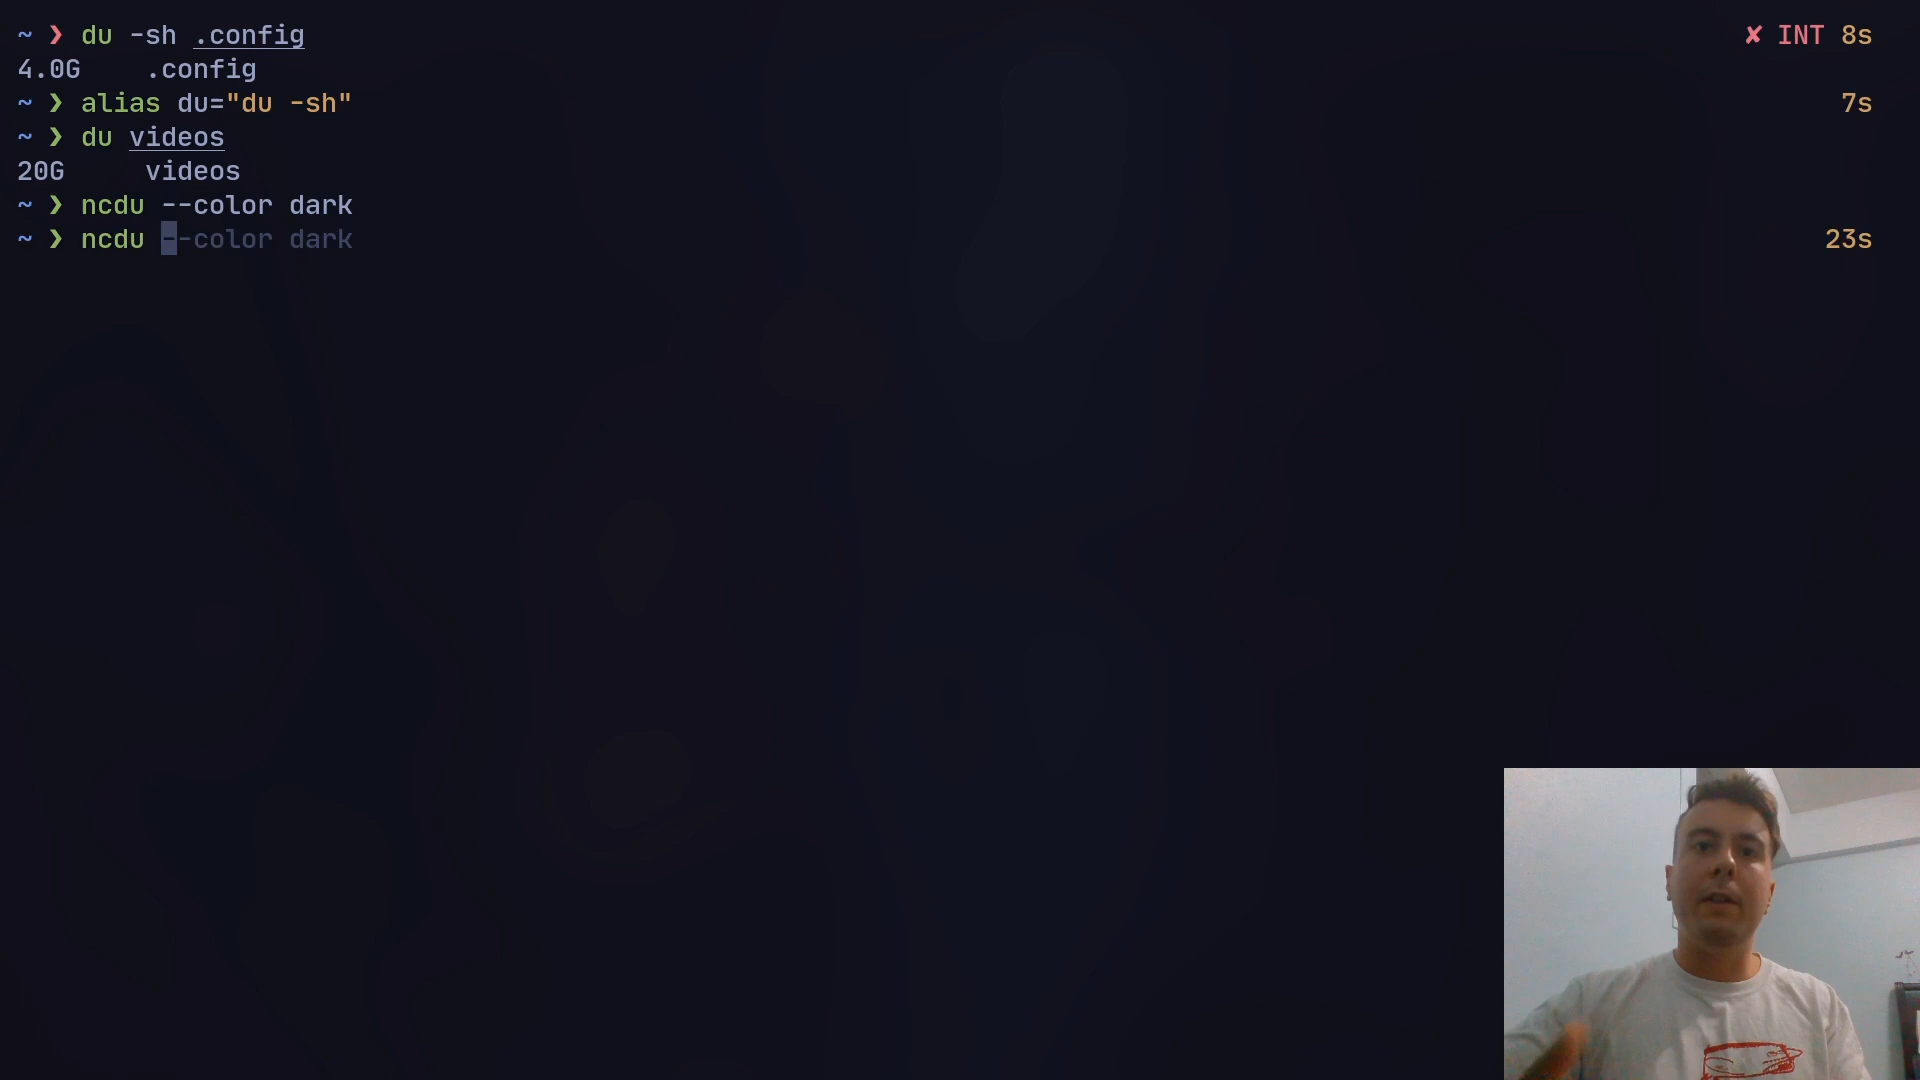 ~ ❯ du -sh .config ✘ INT 8s
4.0G    .config
~ ❯ alias du="du -sh" 7s
~ ❯ du videos
20G     videos
~ ❯ ncdu --color dark
~ ❯ ncdu --color dark 23s